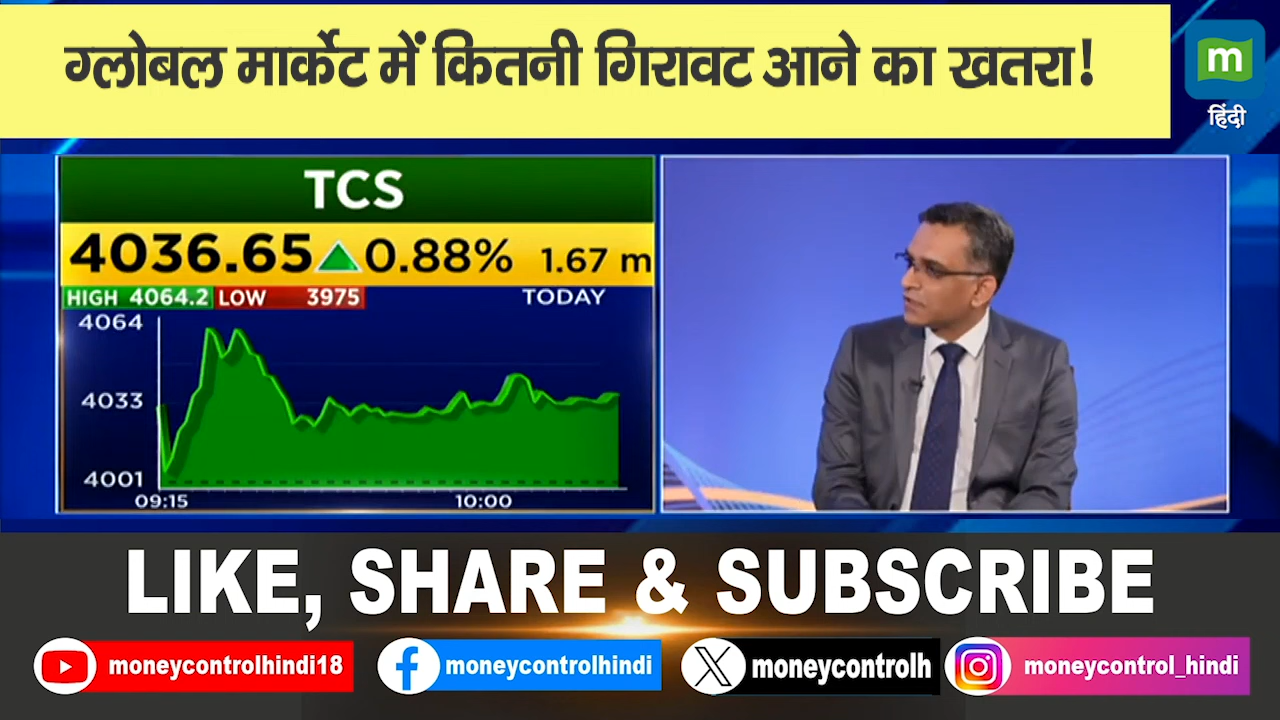 ग्लोबल मार्केट में कितनी गिरावट आने का खतरा!
m
हिंदी
TCS
4036.65 0.88% 1.67 m
HIGH 4064.2 LOW 3975 TODAY
4064
4033
4001
09:15 10:00
LIKE, SHARE & SUBSCRIBE
moneycontrolhindi18 moneycontrolhindi moneycontrolh moneycontrol_hindi